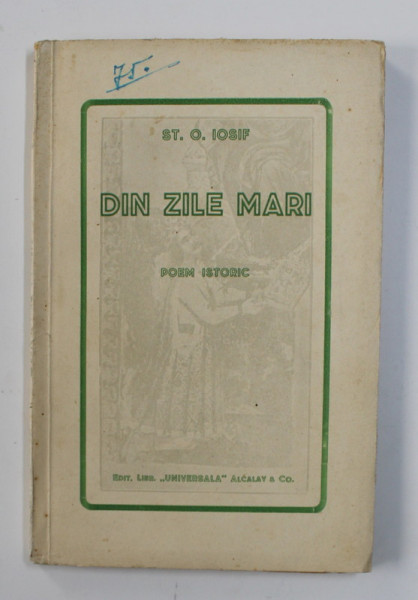 75.-
ST. O. IOSIF
DIN ZILE MARI
POEM ISTORIC
EDIT. LIBR. „UNIVERSALA” ALCALAY & CO.